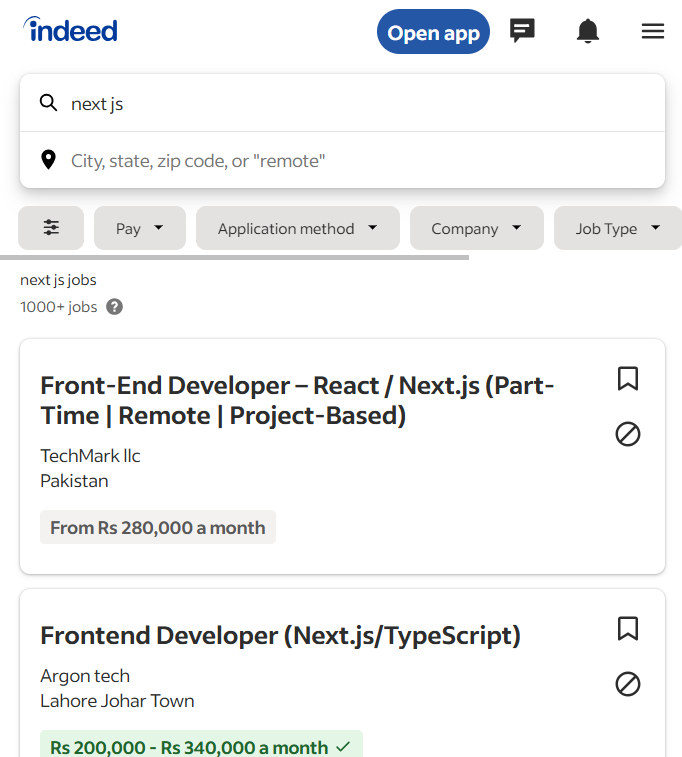 indeed
Open app
next js
City, state, zip code, or "remote"
Pay
Application method
Company
Job Type
next js jobs
1000+ jobs ?
Front-End Developer – React / Next.js (Part-
Time | Remote | Project-Based)
TechMark llc
Pakistan
From Rs 280,000 a month
Frontend Developer (Next.js/TypeScript)
Argon tech
Lahore Johar Town
Rs 200,000 - Rs 340,000 a month